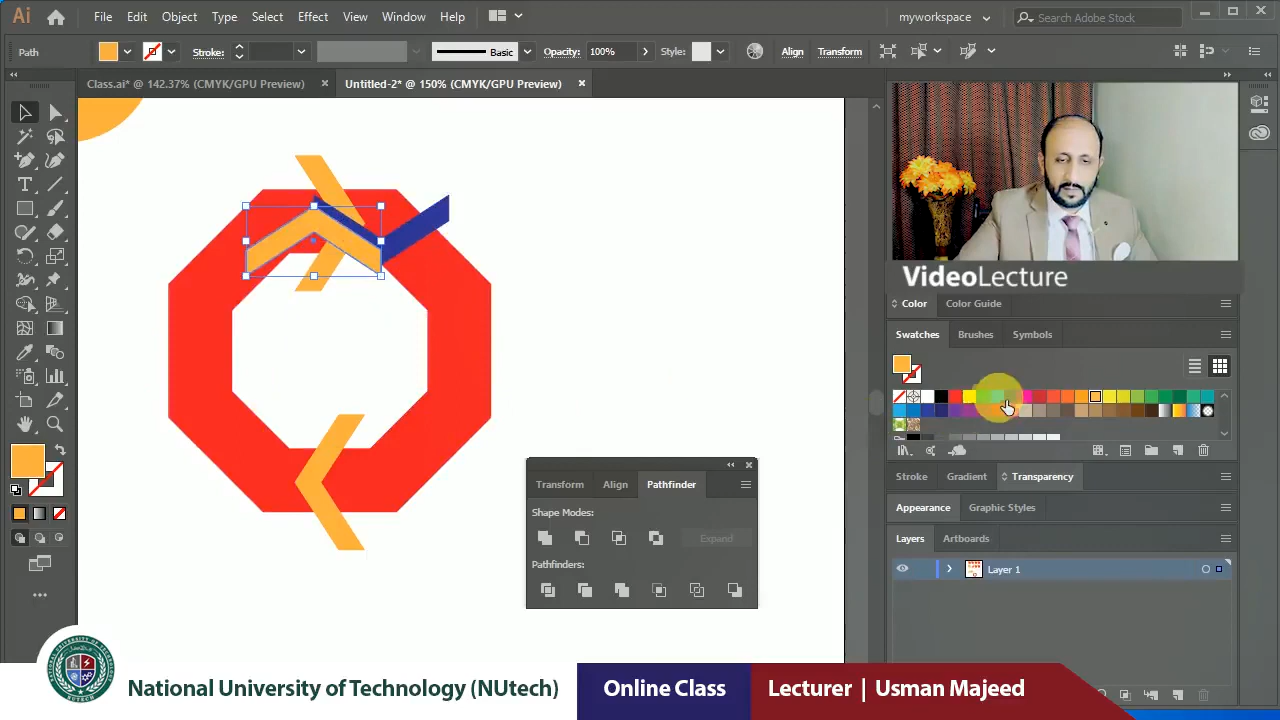 Ai File Edit Object Type Select Effect View Window Help myworkspace Search Adobe Stock
Path Stroke: Basic Opacity: 100% Style: Align Transform
Class.ai* @ 142.37% (CMYK/GPU Preview) Untitled-2* @ 150% (CMYK/GPU Preview)
VideoLecture
Color Color Guide
Swatches Brushes Symbols
Stroke Gradient Transparency
Transform Align Pathfinder
Shape Modes:
Expand
Pathfinders:
Appearance Graphic Styles
Layers Artboards
Layer 1
National University of Technology (NUtech) Online Class Lecturer | Usman Majeed